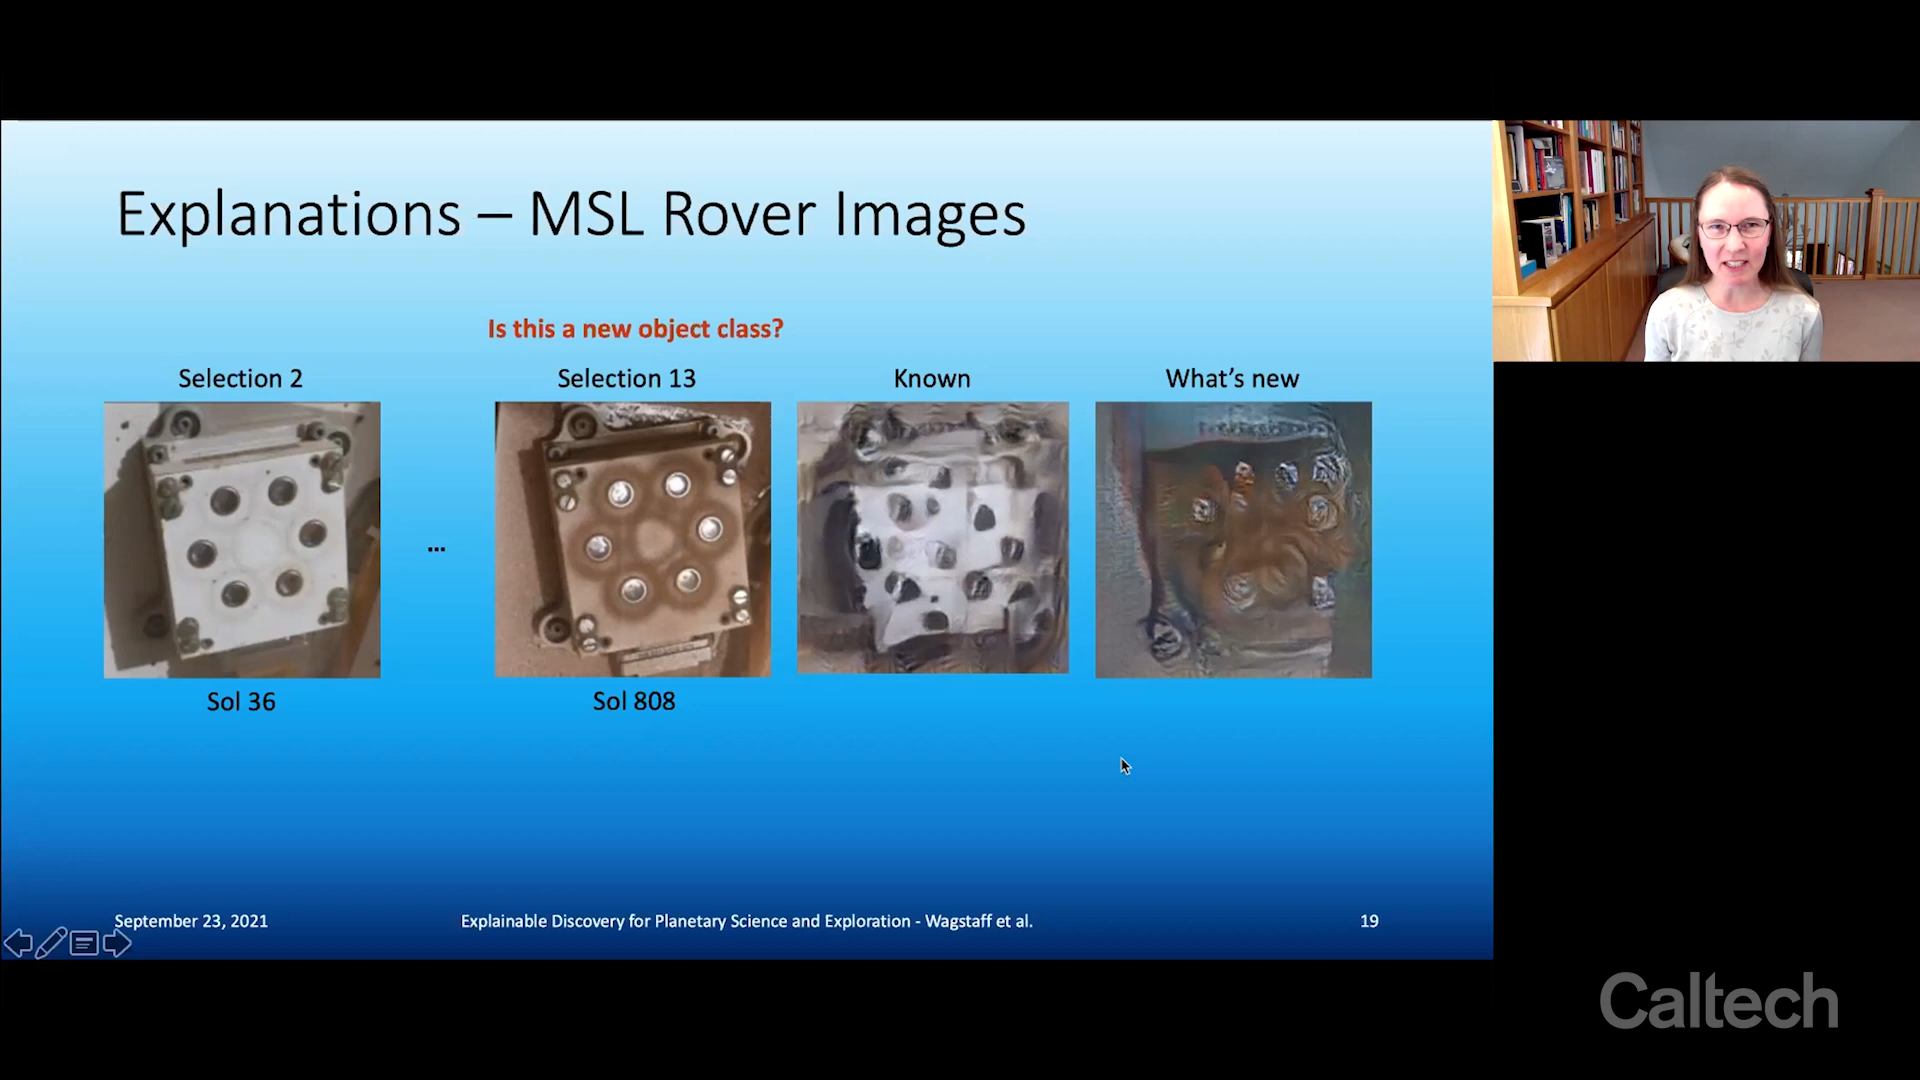 Explanations – MSL Rover Images
Is this a new object class?
Selection 2
Selection 13
Known
What's new
...
Sol 36
Sol 808
September 23, 2021
Explainable Discovery for Planetary Science and Exploration - Wagstaff et al.
19
Caltech